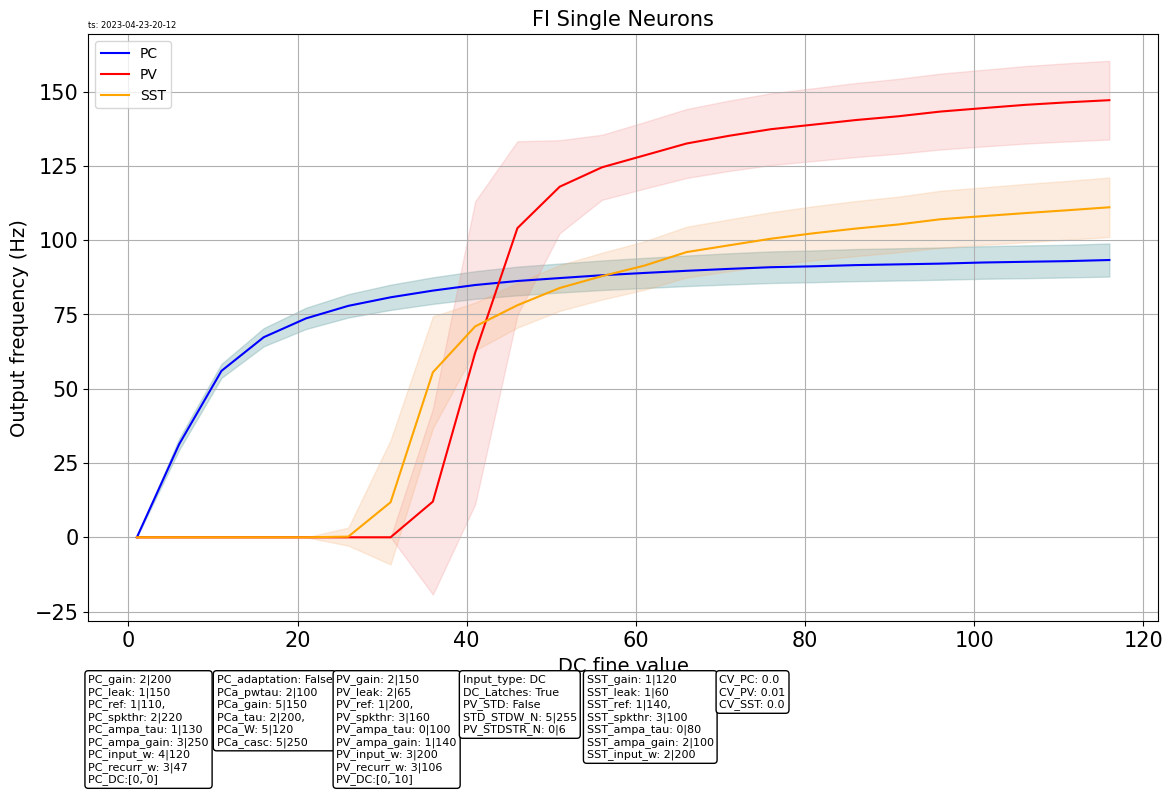 FI Single Neurons
ts: 2023-04-23-20-12
PC
PV
SST
Output frequency (Hz)
150
125
100
75
50
25
0
−25
0 20 40 60 80 100 120
DC fine value
PC_gain: 2|200
PC_leak: 1|150
PC_ref: 1|110,
PC_spkthr: 2|220
PC_ampa_tau: 1|130
PC_ampa_gain: 3|250
PC_input_w: 4|120
PC_recurr_w: 3|47
PC_DC:[0, 0]
PC_adaptation: False
PCa_pwtau: 2|100
PCa_gain: 5|150
PCa_tau: 2|200,
PCa_W: 5|120
PCa_casc: 5|250
PV_gain: 2|150
PV_leak: 2|65
PV_ref: 1|200,
PV_spkthr: 3|160
PV_ampa_tau: 0|100
PV_ampa_gain: 1|140
PV_input_w: 3|200
PV_recurr_w: 3|106
PV_DC:[0, 10]
Input_type: DC
DC_Latches: True
PV_STD: False
STD_STDW_N: 5|255
PV_STDSTR_N: 0|6
SST_gain: 1|120
SST_leak: 1|60
SST_ref: 1|140,
SST_spkthr: 3|100
SST_ampa_tau: 0|80
SST_ampa_gain: 2|100
SST_input_w: 2|200
CV_PC: 0.0
CV_PV: 0.01
CV_SST: 0.0